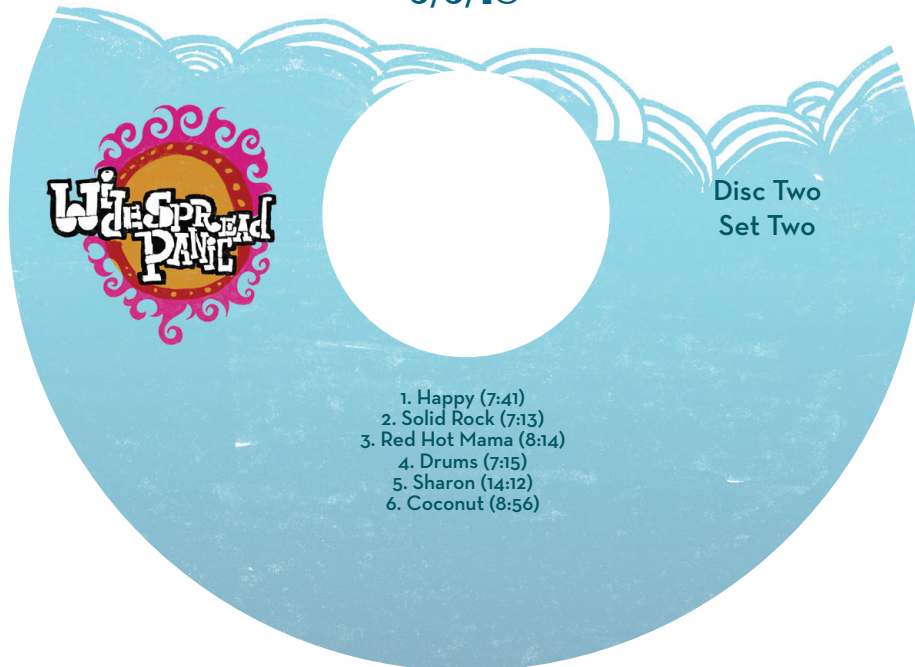 WideSpread
Panic
Disc Two
Set Two
1. Happy (7:41)
2. Solid Rock (7:13)
3. Red Hot Mama (8:14)
4. Drums (7:15)
5. Sharon (14:12)
6. Coconut (8:56)